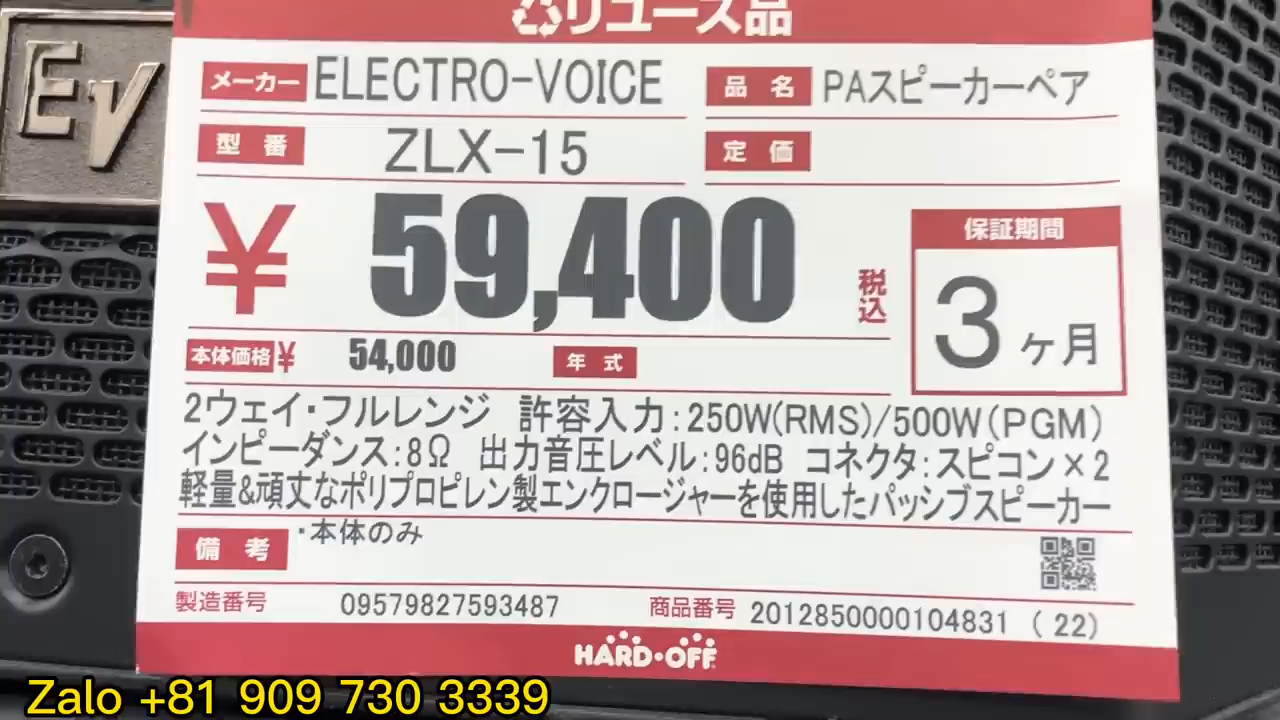 リユース品
EV
メーカー ELECTRO-VOICE 品名 PAスピーカーペア
型番 ZLX-15 定価
¥ 59,400 税込
保証期間
3ヶ月
本体価格¥ 54,000 年式
2ウェイ・フルレンジ 許容入力:250W(RMS)/500W(PGM)
インピーダンス:8Ω 出力音圧レベル:96dB コネクタ:スピコン×2
軽量&頑丈なポリプロピレン製エンクロージャーを使用したパッシブスピーカー
備考 ・本体のみ
製造番号 09579827593487 商品番号 2012850000104831 (22)
HARD・OFF
Zalo +81 909 730 3339